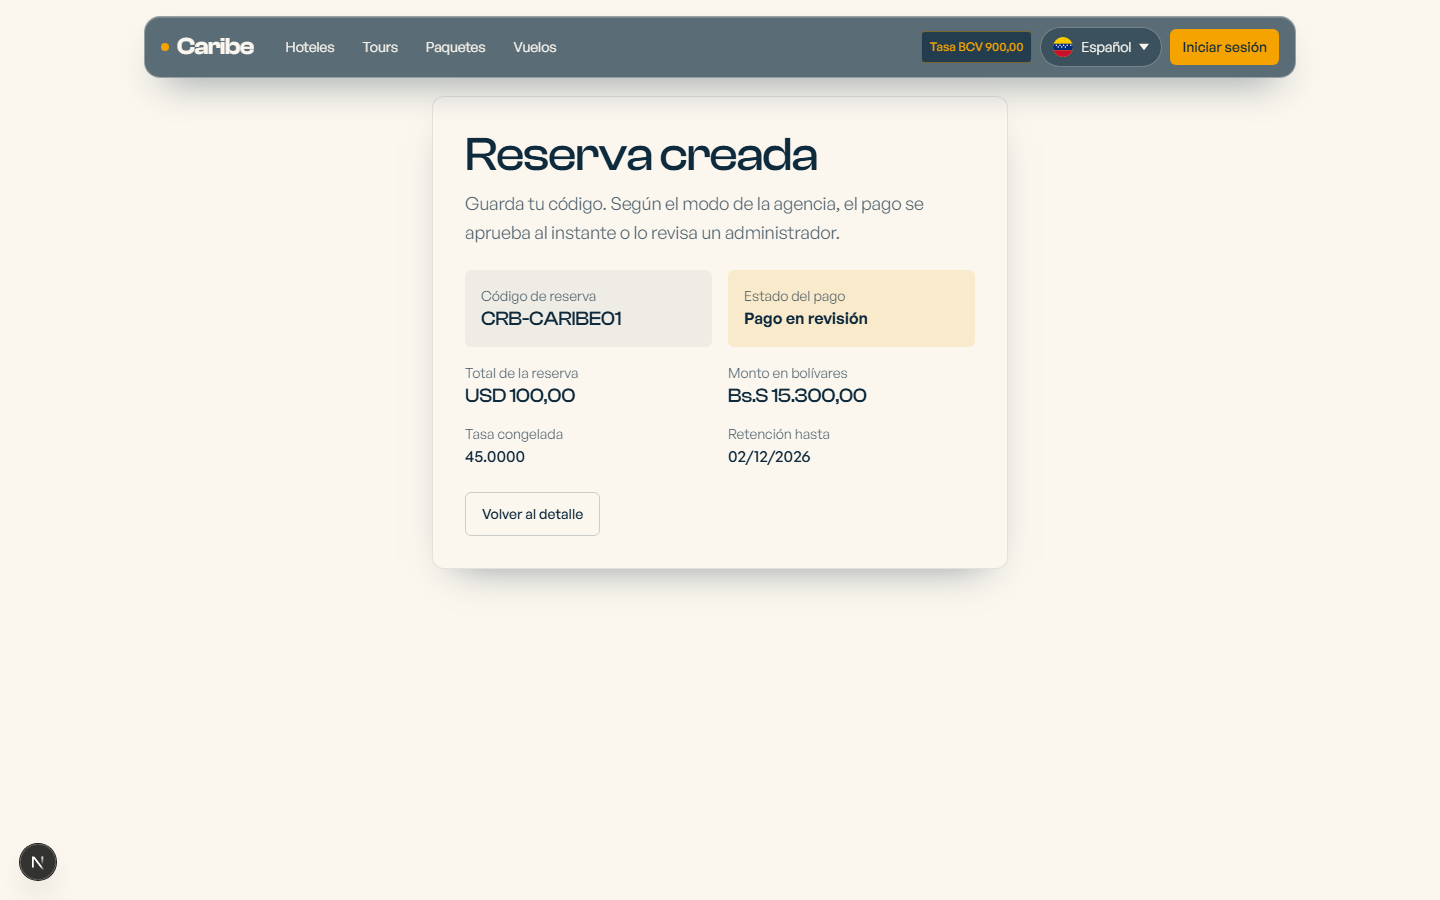 Caribe
Hoteles
Tours
Paquetes
Vuelos
Tasa BCV 900,00
Español
Iniciar sesión
Reserva creada
Guarda tu código. Según el modo de la agencia, el pago se
aprueba al instante o lo revisa un administrador.
Código de reserva
CRB-CARIBE01
Estado del pago
Pago en revisión
Total de la reserva
USD 100,00
Monto en bolívares
Bs.S 15.300,00
Tasa congelada
45.0000
Retención hasta
02/12/2026
Volver al detalle
N